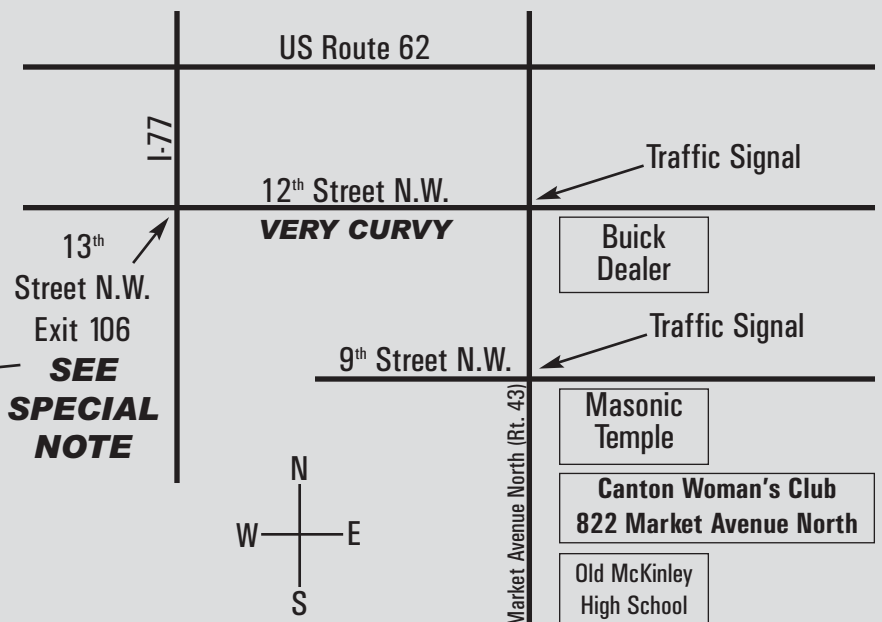 US Route 62
I-77
Traffic Signal
12th Street N.W.
VERY CURVY
Buick
Dealer
13th
Street N.W.
Exit 106
SEE
SPECIAL
NOTE
Traffic Signal
9th Street N.W.
Market Avenue North (Rt. 43)
Masonic
Temple
Canton Woman's Club
822 Market Avenue North
Old McKinley
High School
N
W
E
S